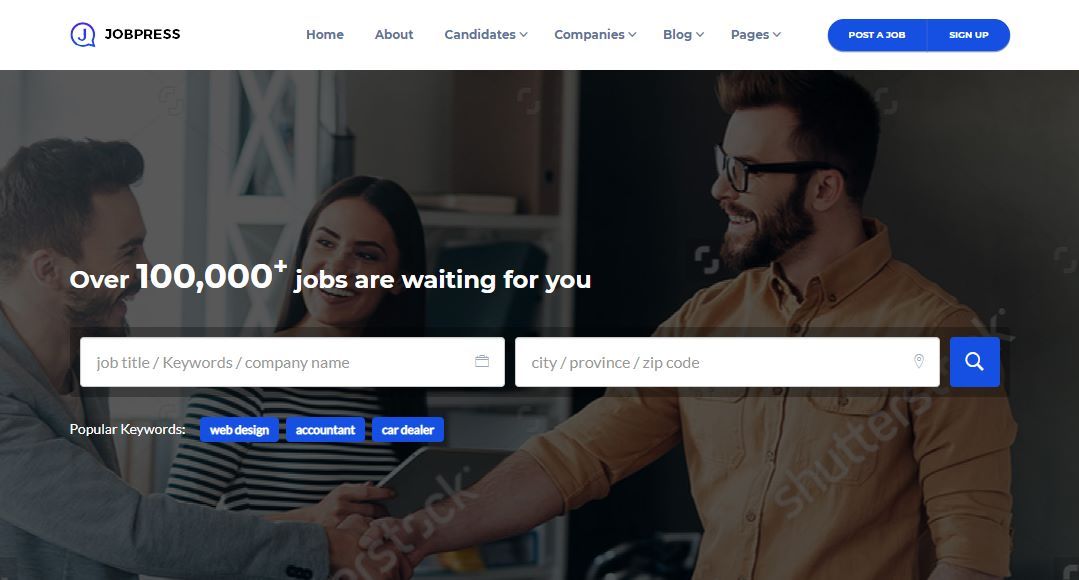 JOBPRESS
Home About Candidates Companies Blog Pages POST A JOB SIGN UP
Over 100,000+ jobs are waiting for you
job title / Keywords / company name
city / province / zip code
Popular Keywords: web design accountant car dealer
shutterstock